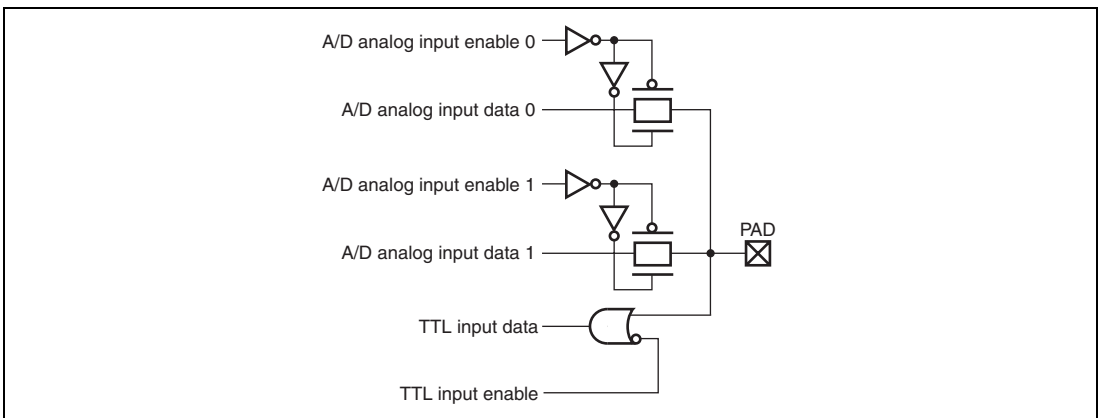 A/D analog input enable 0
A/D analog input data 0
A/D analog input enable 1
PAD
A/D analog input data 1
TTL input data
TTL input enable